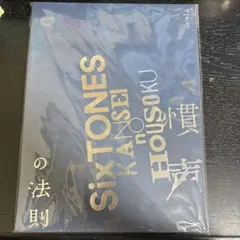 SixTONES
KANSEI
no
HOUSOKU
慣声
の法則